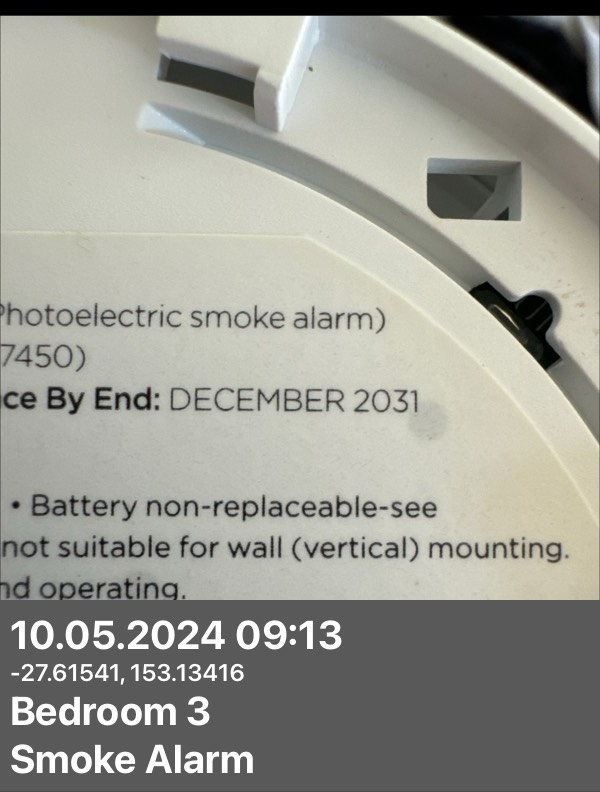 Photoelectric smoke alarm)
7450)
ce By End: DECEMBER 2031
• Battery non-replaceable-see
not suitable for wall (vertical) mounting.
nd operating.
10.05.2024 09:13
-27.61541, 153.13416
Bedroom 3
Smoke Alarm